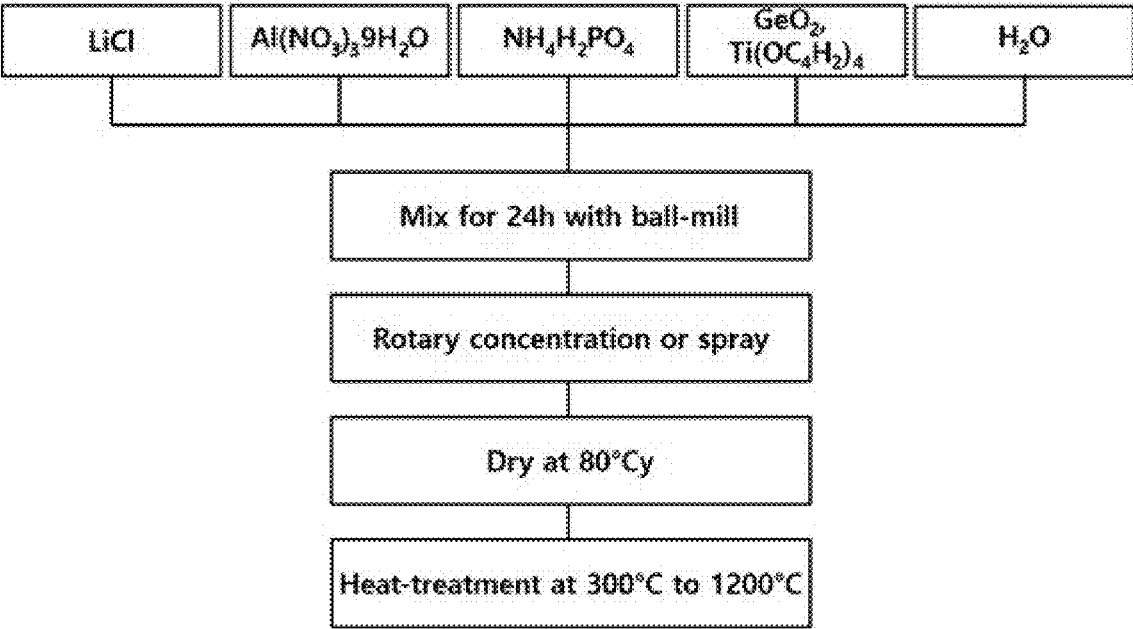 LiCl
Al(NO₃)₃9H₂O
NH₄H₂PO₄
GeO₂,
Ti(OC₄H₂)₄
H₂O
Mix for 24h with ball-mill
Rotary concentration or spray
Dry at 80°Cy
Heat-treatment at 300°C to 1200°C